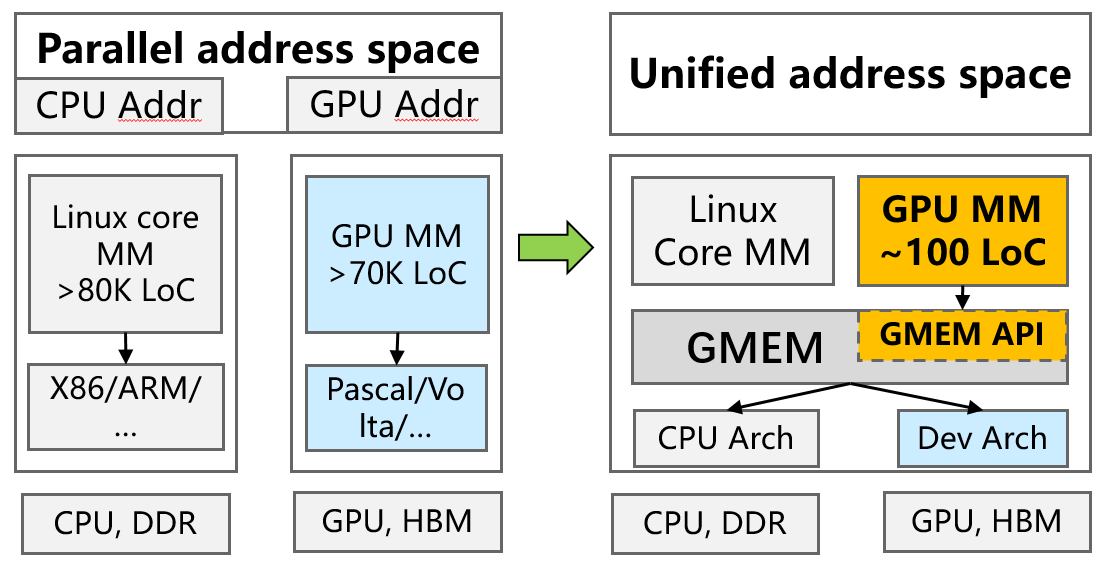 Parallel address space
CPU Addr
GPU Addr
Linux core
MM
>80K LoC
GPU MM
>70K LoC
X86/ARM/
...
Pascal/Vo
lta/...
CPU, DDR
GPU, HBM
Unified address space
Linux
Core MM
GPU MM
~100 LoC
GMEM
GMEM API
CPU Arch
Dev Arch
CPU, DDR
GPU, HBM